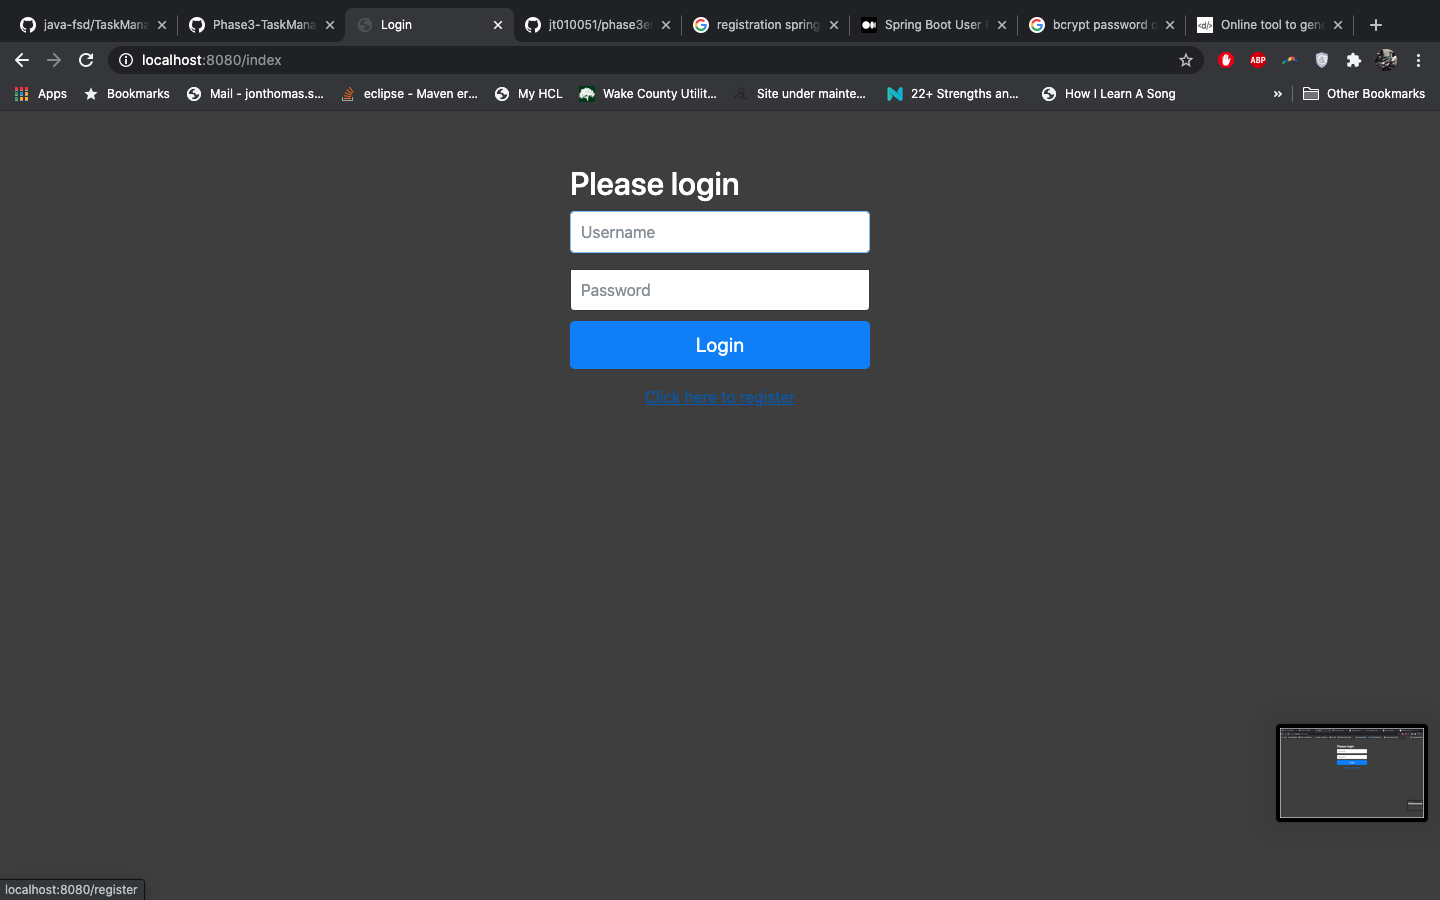 java-fsd/TaskMana
Phase3-TaskMana
Login
jt010051/phase3e
registration spring
Spring Boot User
bcrypt password
Online tool to gene
localhost:8080/index
ABP
Apps
Bookmarks
Mail - jonthomas.s...
eclipse - Maven er...
My HCL
Wake County Utilit...
Site under mainte...
22+ Strengths an...
How I Learn A Song
»
Other Bookmarks
Please login
Username
Password
Login
Click here to register
localhost:8080/register